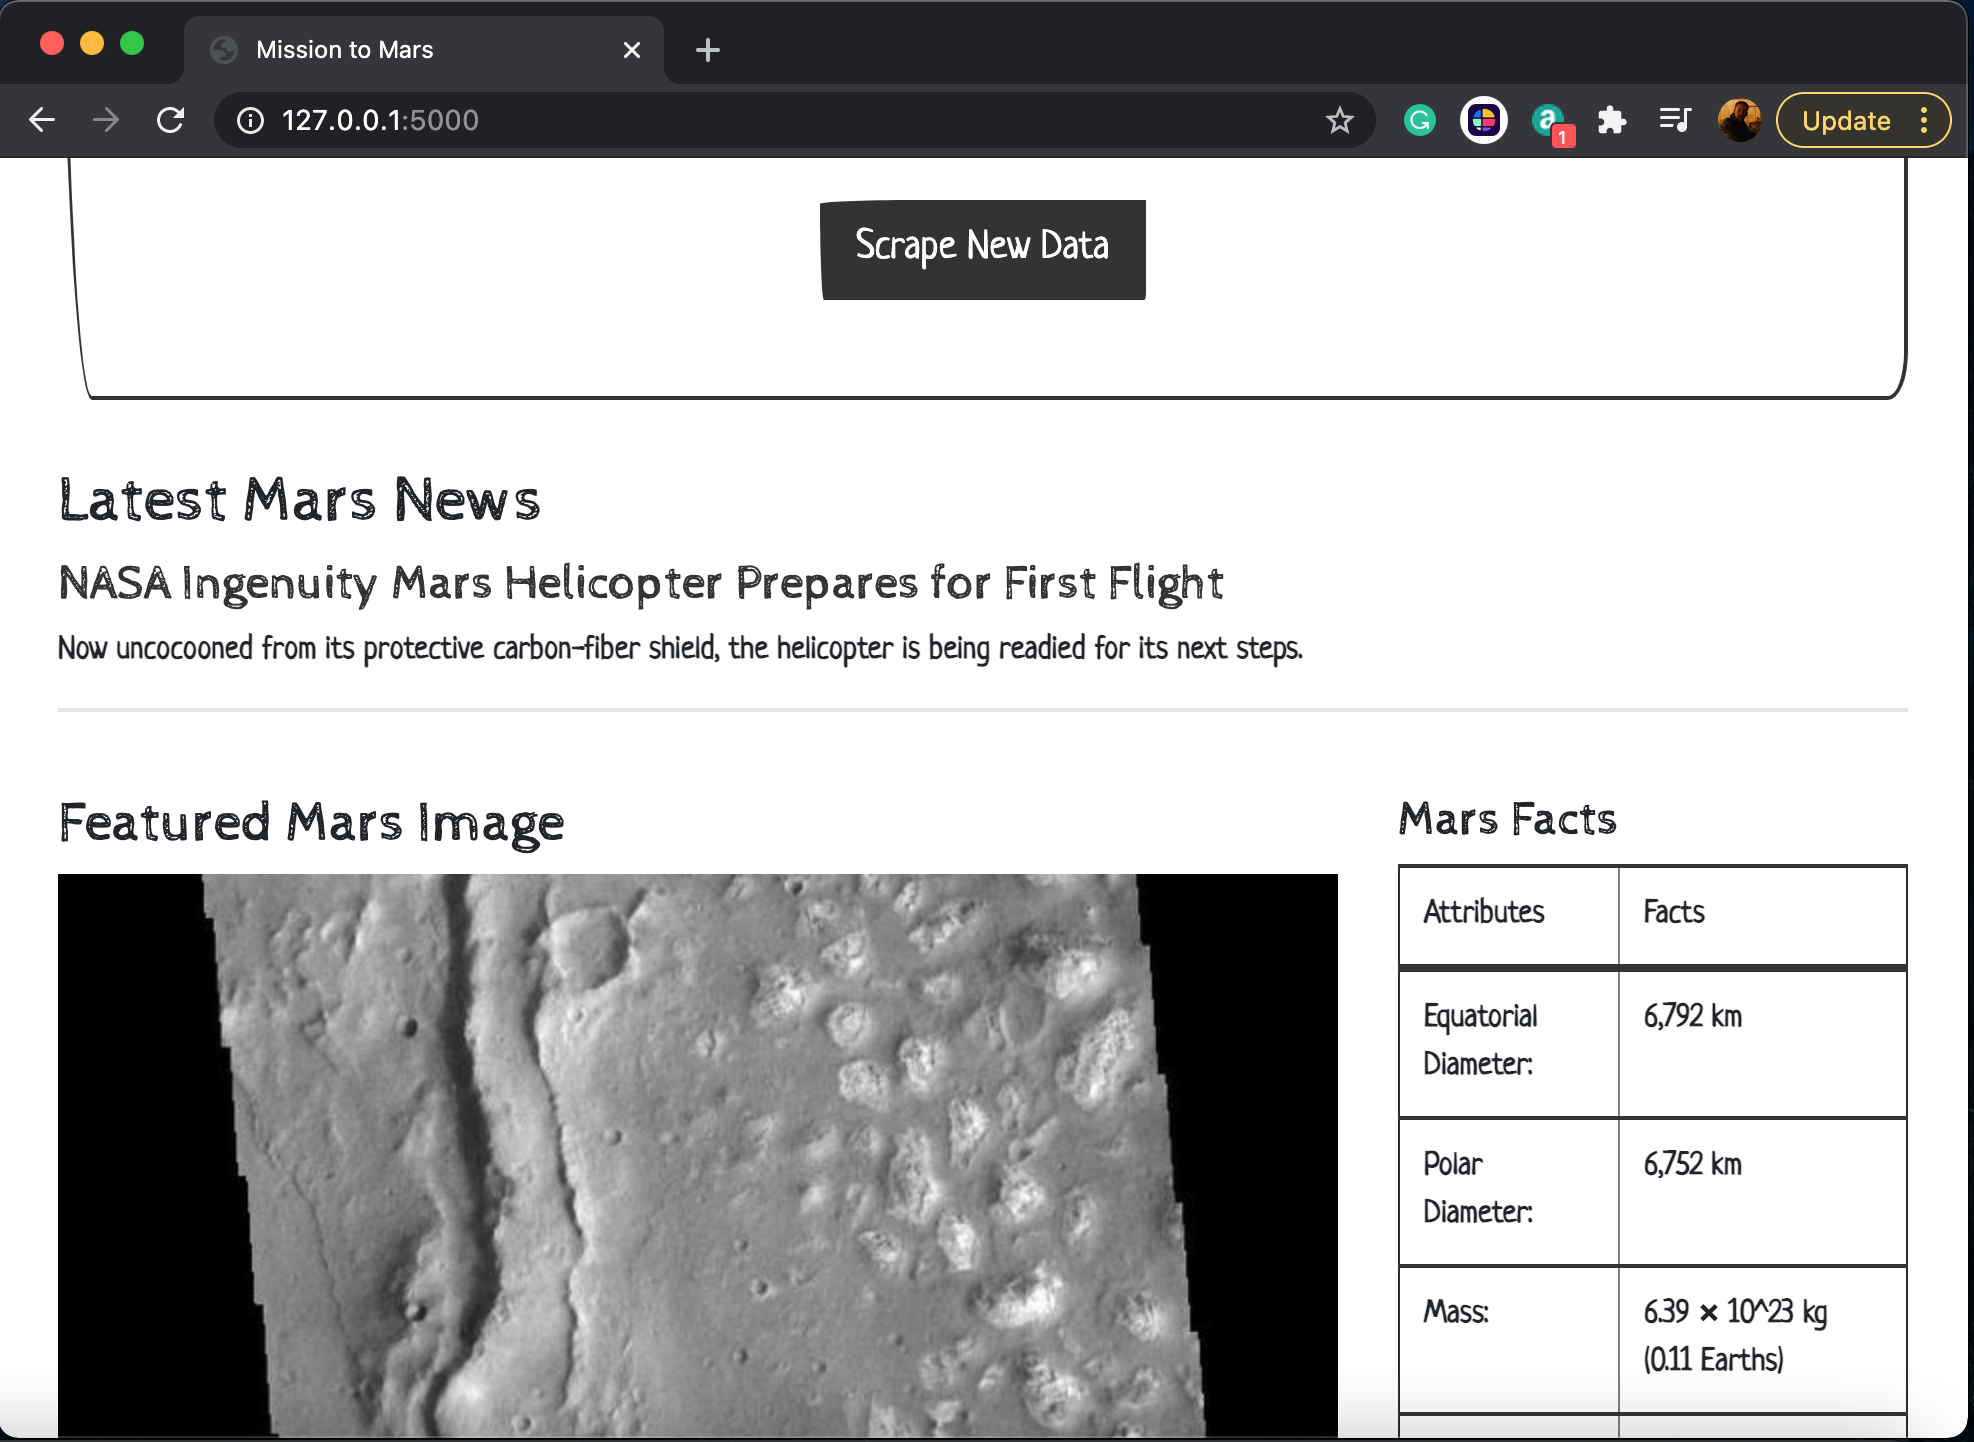 Mission to Mars
127.0.0.1:5000
1
Update
Scrape New Data
Latest Mars News
NASA Ingenuity Mars Helicopter Prepares for First Flight
Now uncocooned from its protective carbon-fiber shield, the helicopter is being readied for its next steps.
Featured Mars Image
Mars Facts
Attributes Facts
Equatorial 6,792 km
Diameter:
Polar 6,752 km
Diameter:
Mass: 6.39 × 10^23 kg
(0.11 Earths)